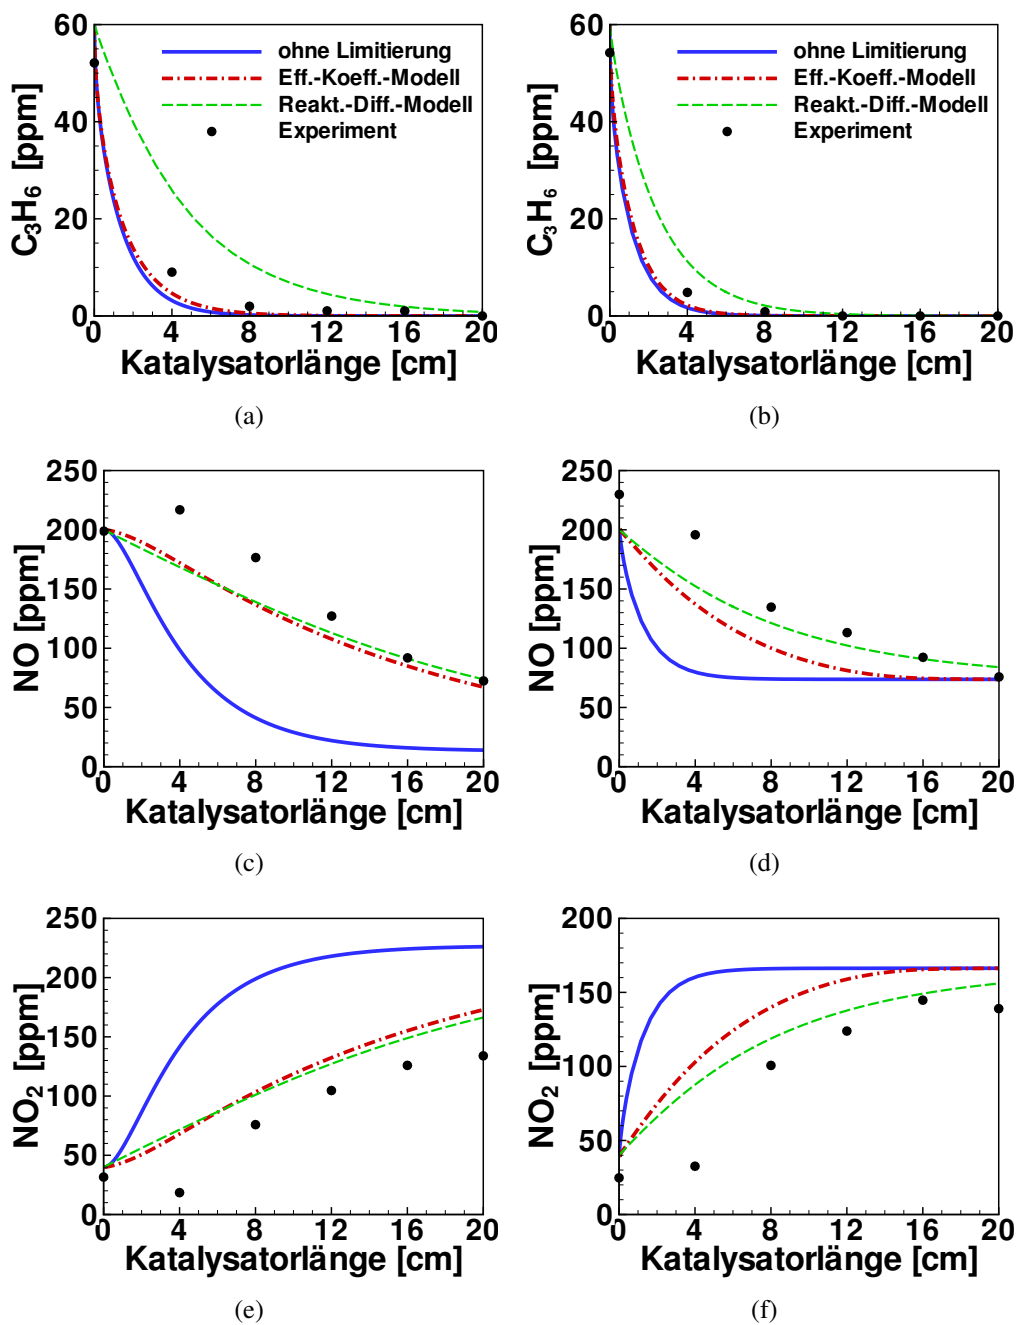 60
40
20
0
C3H6 [ppm]
ohne Limitierung
Eff.-Koeff.-Modell
Reakt.-Diff.-Modell
Experiment
0 4 8 12 16 20
Katalysatorlänge [cm]
(a)
60
40
20
0
C3H6 [ppm]
ohne Limitierung
Eff.-Koeff.-Modell
Reakt.-Diff.-Modell
Experiment
0 4 8 12 16 20
Katalysatorlänge [cm]
(b)
250
200
150
100
50
0
NO [ppm]
0 4 8 12 16 20
Katalysatorlänge [cm]
(c)
250
200
150
100
50
0
NO [ppm]
0 4 8 12 16 20
Katalysatorlänge [cm]
(d)
250
200
150
100
50
0
NO2 [ppm]
0 4 8 12 16 20
Katalysatorlänge [cm]
(e)
200
150
100
50
0
NO2 [ppm]
0 4 8 12 16 20
Katalysatorlänge [cm]
(f)